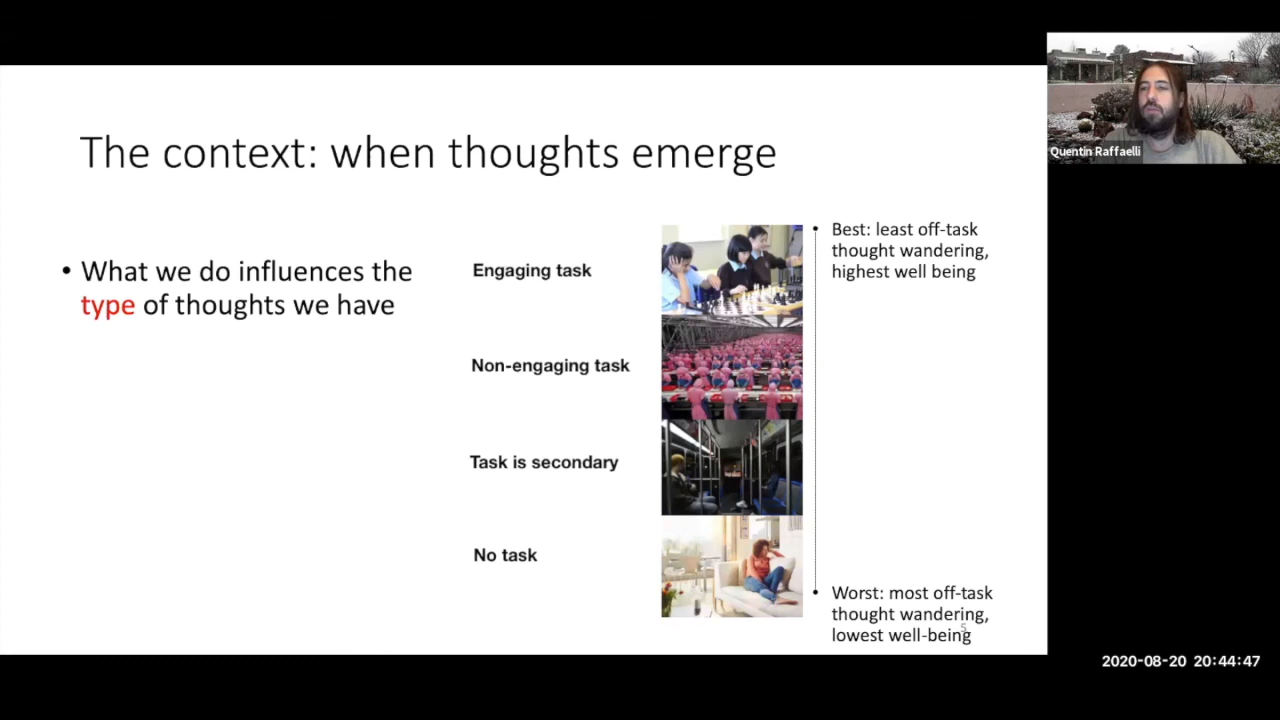 The context: when thoughts emerge
• What we do influences the
type of thoughts we have
Engaging task
Non-engaging task
Task is secondary
No task
• Best: least off-task
thought wandering,
highest well being
• Worst: most off-task
thought wandering,
lowest well-being
5
Quentin Raffaelli
2020-08-20 20:44:47